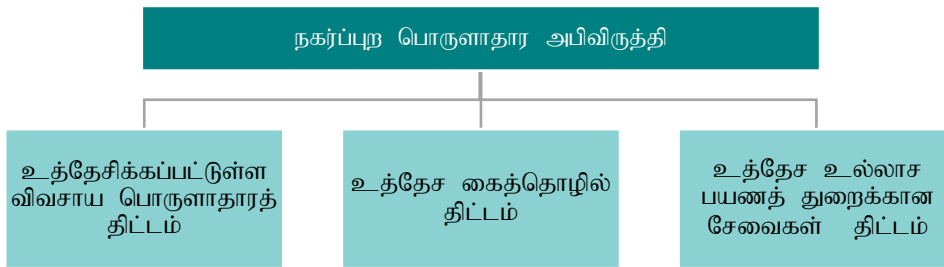 நகர்ப்புற பொருளாதார அபிவிருத்தி
உத்தேசிக்கப்பட்டுள்ள
விவசாய பொருளாதாரத்
திட்டம்
உத்தேச கைத்தொழில்
திட்டம்
உத்தேச உல்லாச
பயணத் துறைக்கான
சேவைகள் திட்டம்